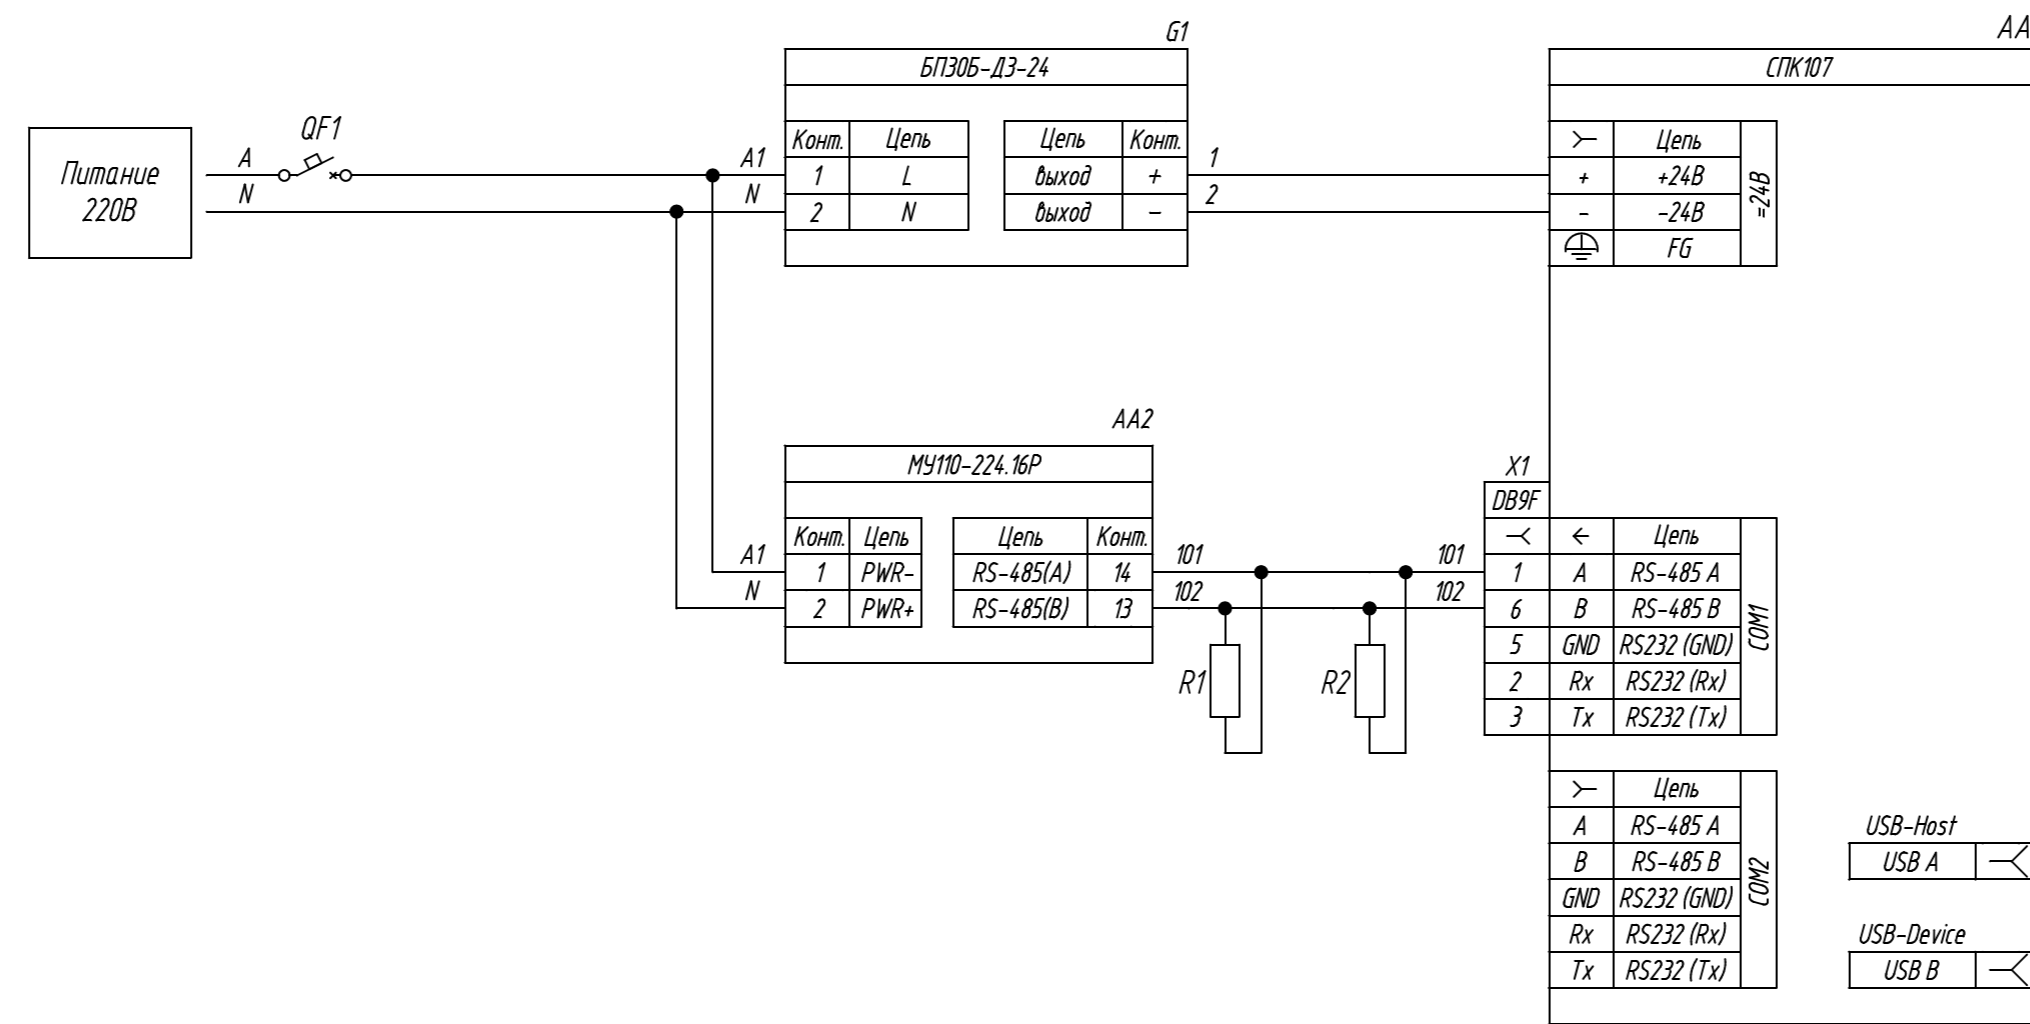 G1
AA
БП30Б-Д3-24
СПК107
QF1
Питание
220В
A
N
A1
N
Конт. Цепь
1 L
2 N
Цепь Конт.
выход +
выход -
1
2
Цепь
+ +24В
- -24В
FG
=24В
AA2
МУ110-224.16Р
A1
N
Конт. Цепь
1 PWR-
2 PWR+
Цепь Конт.
RS-485(A) 14
RS-485(B) 13
101
102
101
102
R1
R2
X1
DB9F
Цепь
1 A RS-485 A
6 B RS-485 B
5 GND RS232 (GND)
2 Rx RS232 (Rx)
3 Tx RS232 (Tx)
COM1
Цепь
A RS-485 A
B RS-485 B
GND RS232 (GND)
Rx RS232 (Rx)
Tx RS232 (Tx)
COM2
USB-Host
USB A
USB-Device
USB B